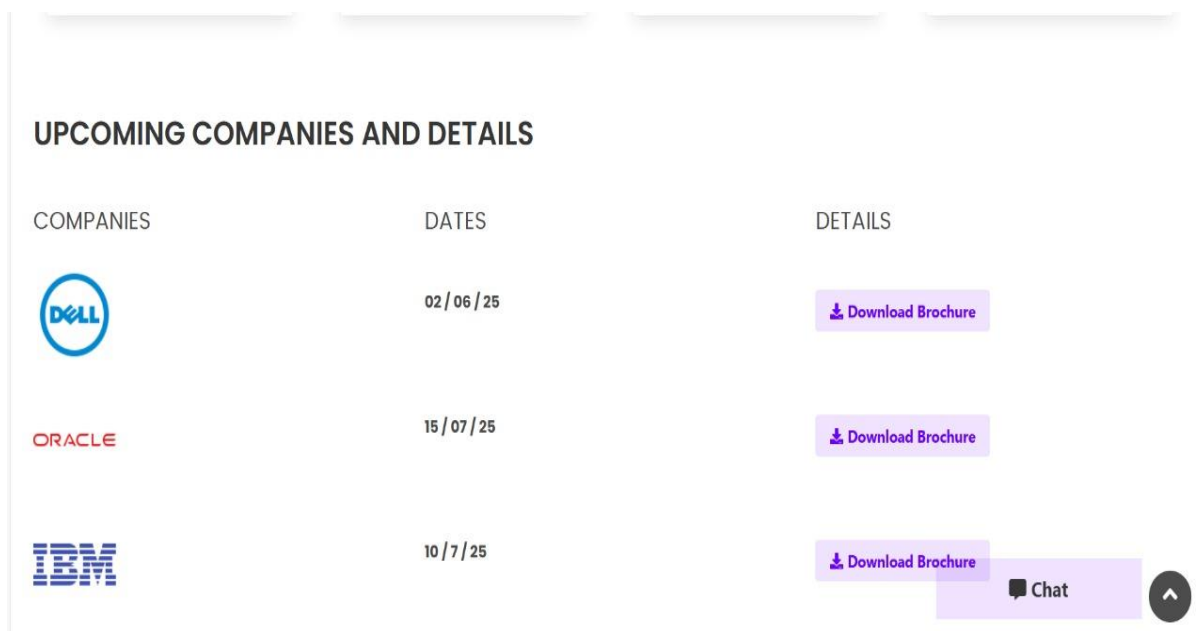 UPCOMING COMPANIES AND DETAILS
COMPANIES DATES DETAILS
DELL 02 / 06 / 25 Download Brochure
ORACLE 15 / 07 / 25 Download Brochure
IBM 10 / 7 / 25 Download Brochure
Chat